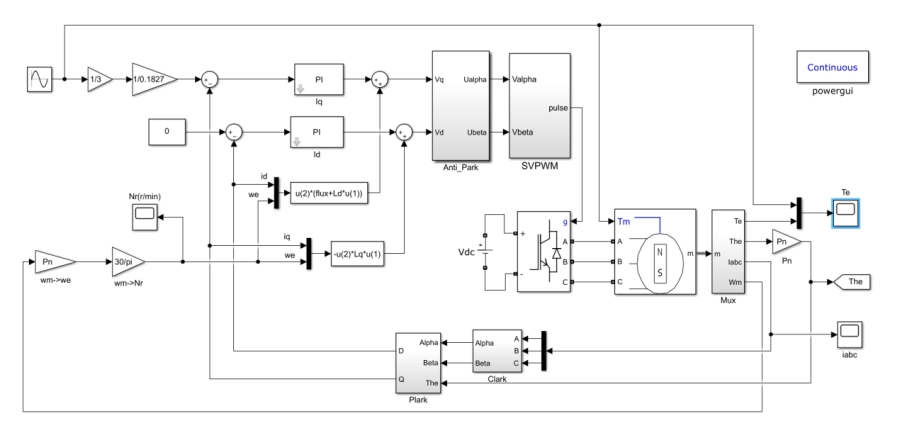 Continuous
powergui
1/3
1/0.1827
PI
Iq
0
PI
Id
Vq
Vd
Ualpha
Ubeta
Anti_Park
Valpha
Vbeta
pulse
SVPWM
id
we
u(2)*(flux+Ld*u(1))
iq
we
-u(2)*Lq*u(1)
Nr(r/min)
Pn
wm->we
30/pi
wm->Nr
Vdc
+
-
g
A
B
C
Tm
A
B
C
N
S
m
m
Te
The
Iabc
Wm
Mux
Pn
Pn
Te
The
iabc
D
Q
Alpha
Beta
The
Plark
Alpha
Beta
Clark
A
B
C